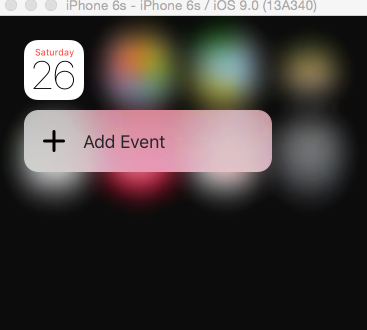 iPhone 6s - iPhone 6s / iOS 9.0 (13A340)
Saturday
26
Add Event